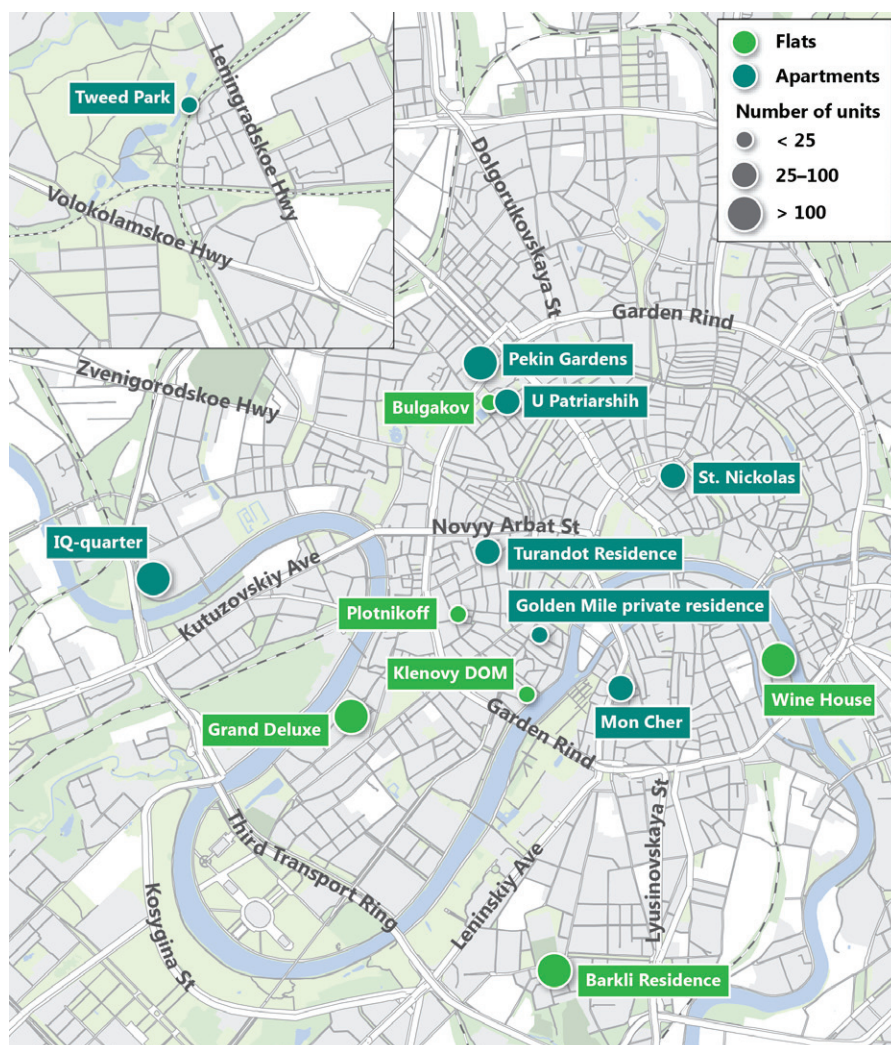 Flats
Apartments
Number of units
< 25
25–100
> 100
Tweed Park
Leningradskoe Hwy
Volokolamskoe Hwy
Dolgorukovskaya St
Garden Rind
Zvenigorodskoe Hwy
Pekin Gardens
Bulgakov
U Patriarshih
St. Nickolas
Novyy Arbat St
IQ-quarter
Turandot Residence
Kutuzovskiy Ave
Plotnikoff
Golden Mile private residence
Klenovy DOM
Wine House
Grand Deluxe
Garden Rind
Mon Cher
Third Transport Ring
Lyusinovskaya St
Leninskiy Ave
Kosygina St
Barkli Residence